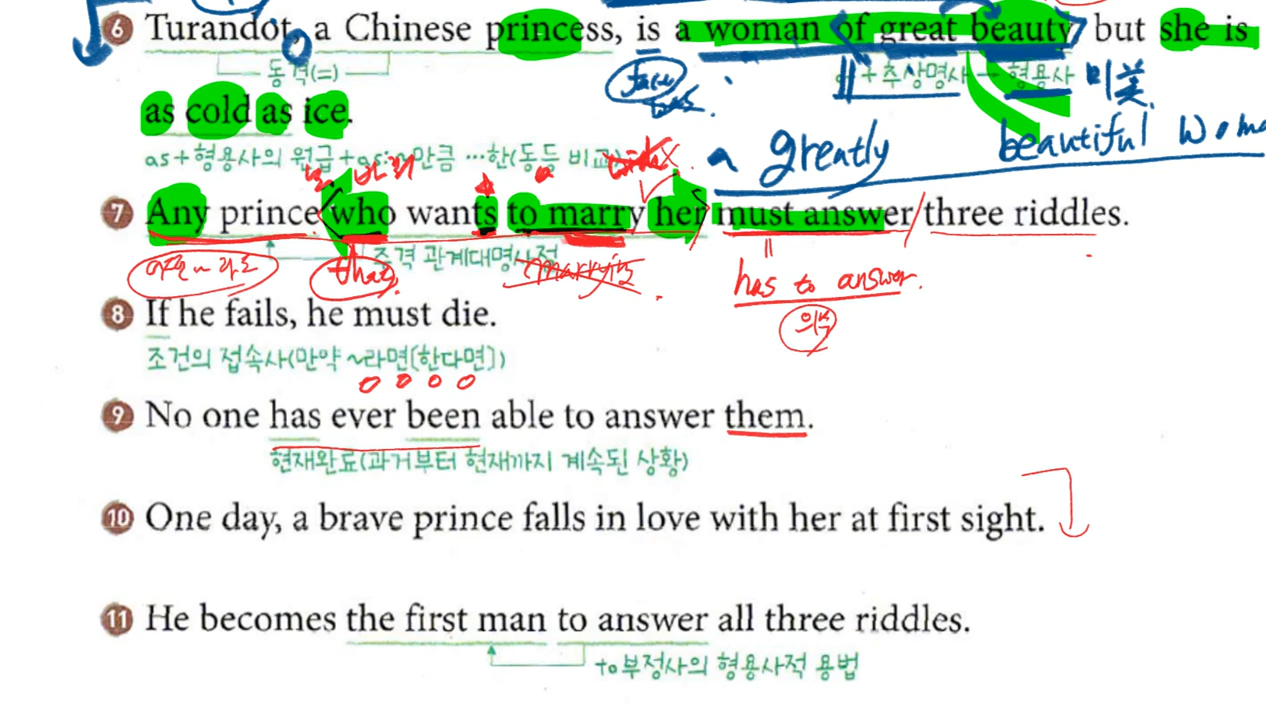 6 Turandot, a Chinese princess, is a woman of great beauty but she is
동격(=) face + 추상명사 → 형용사 미美
as cold as ice.
as+형용사의 원급+as: ~만큼 …한(동등 비교) a greatly beautiful
7 Any prince who wants to marry her must answer three riddles.
주격 관계대명사절
어떤~라도 that has to answer.
의무
8 If he fails, he must die.
조건의 접속사(만약 ~라면[한다면])
9 No one has ever been able to answer them.
현재완료(과거부터 현재까지 계속된 상황)
10 One day, a brave prince falls in love with her at first sight.
11 He becomes the first man to answer all three riddles.
to부정사의 형용사적 용법